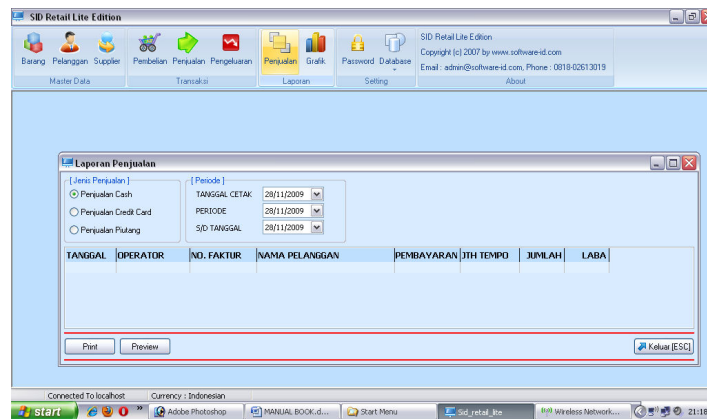 SID Retail Lite Edition
Barang Pelanggan Supplier Pembelian Penjualan Pengeluaran Penjualan Grafik Password Database
Master Data Transaksi Laporan Setting About
SID Retail Lite Edition
Copyright (c) 2007 by www.software-id.com
Email : admin@software-id.com, Phone : 0818-02613019
Laporan Penjualan
[ Jenis Penjualan ] [ Periode ]
Penjualan Cash TANGGAL CETAK 28/11/2009
Penjualan Credit Card PERIODE 28/11/2009
Penjualan Piutang S/D TANGGAL 28/11/2009
TANGGAL OPERATOR NO. FAKTUR NAMA PELANGGAN PEMBAYARAN JTH TEMPO JUMLAH LABA
Print Preview Keluar [ESC]
Connected To localhost Currency : Indonesian
start Adobe Photoshop MANUAL BOOK.d... Start Menu Sid_retail_lite Wireless Network... 21:18